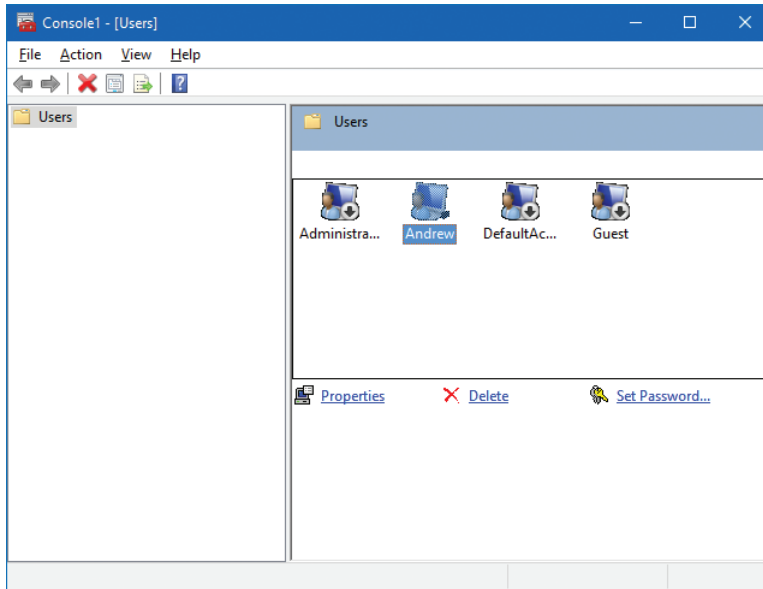 Console1 - [Users]
File Action View Help
Users
Users
Administra... Andrew DefaultAc... Guest
Properties Delete Set Password...